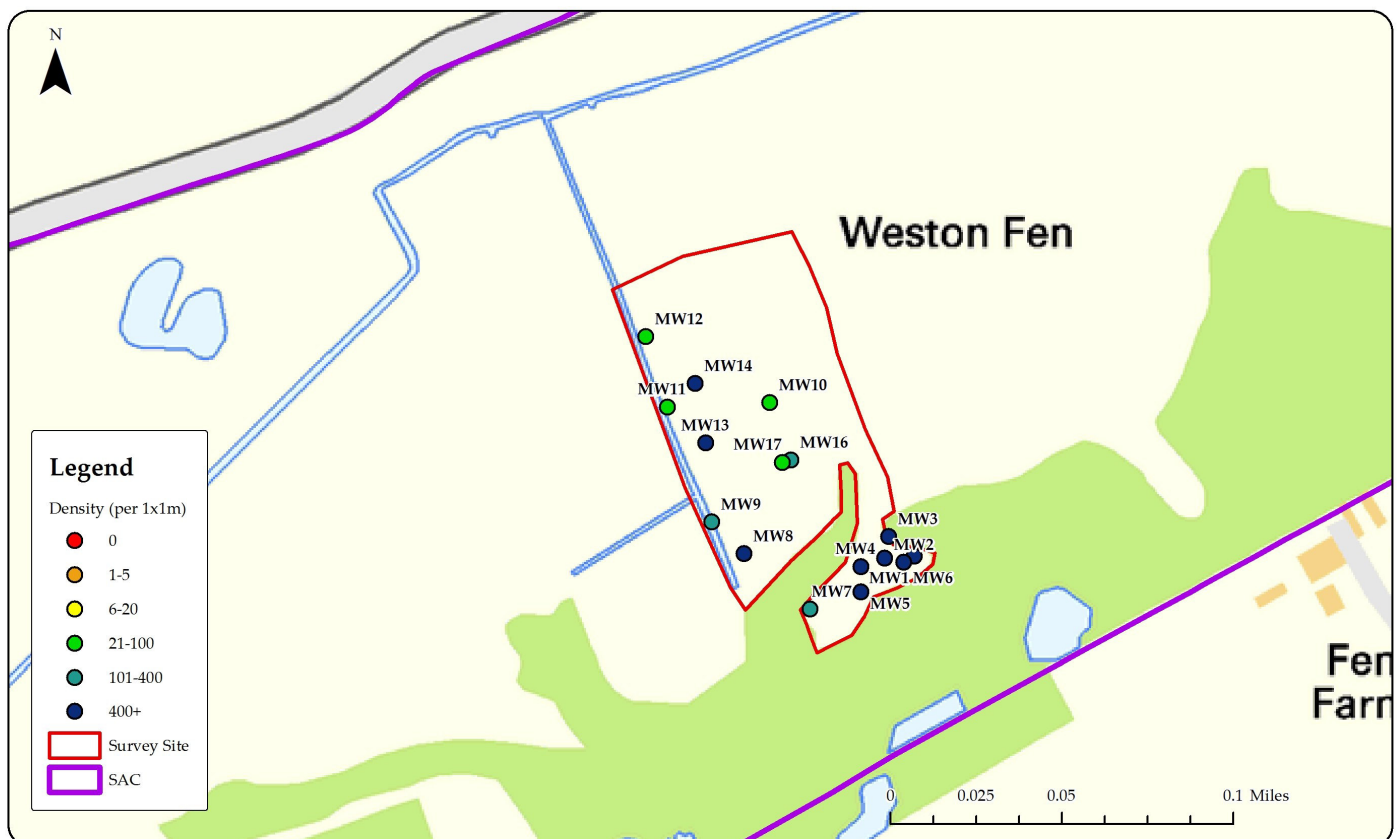 N
Weston Fen
MW12
MW14
MW11
MW10
MW13
MW17
MW16
MW9
MW3
MW8
MW4
MW2
MW1
MW6
MW7
MW5
Legend
Density (per 1x1m)
0
1-5
6-20
21-100
101-400
400+
Survey Site
SAC
Fen
Farm
0 0.025 0.05 0.1 Miles